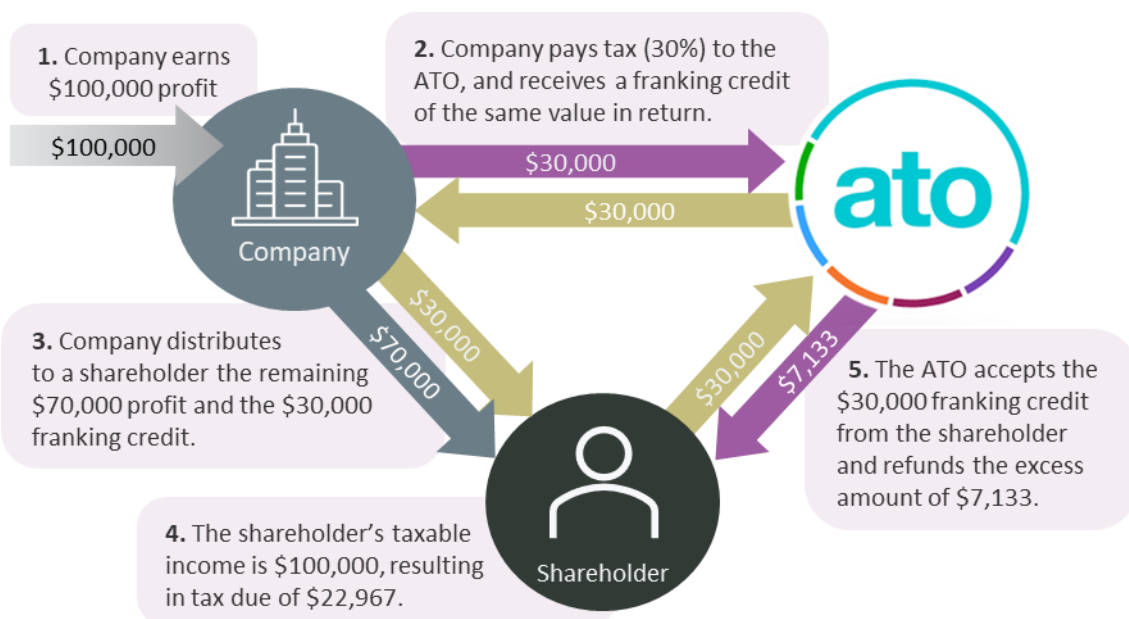 1. Company earns
$100,000 profit
$100,000
2. Company pays tax (30%) to the
ATO, and receives a franking credit
of the same value in return.
$30,000
$30,000
ato
Company
$30,000
$70,000
3. Company distributes
to a shareholder the remaining
$70,000 profit and the $30,000
franking credit.
$30,000
$7,133
5. The ATO accepts the
$30,000 franking credit
from the shareholder
and refunds the excess
amount of $7,133.
4. The shareholder’s taxable
income is $100,000, resulting
in tax due of $22,967.
Shareholder